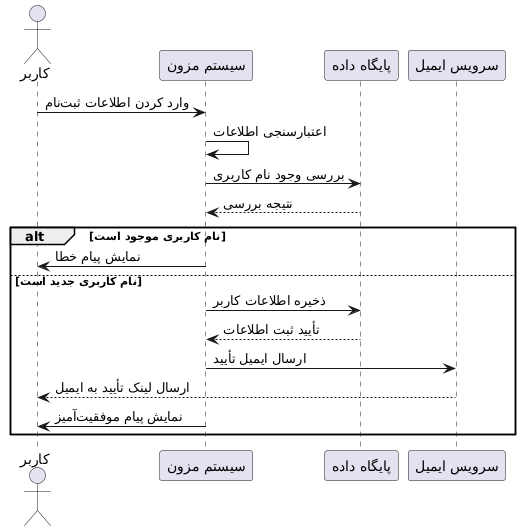 کاربر
سیستم مزون
پایگاه داده
سرویس ایمیل
وارد کردن اطلاعات ثبت‌نام
اعتبارسنجی اطلاعات
بررسی وجود نام کاربری
نتیجه بررسی
alt
[نام کاربری موجود است]
نمایش پیام خطا
[نام کاربری جدید است]
ذخیره اطلاعات کاربر
تأیید ثبت اطلاعات
ارسال ایمیل تأیید
ارسال لینک تأیید به ایمیل
نمایش پیام موفقیت‌آمیز
کاربر
سیستم مزون
پایگاه داده
سرویس ایمیل